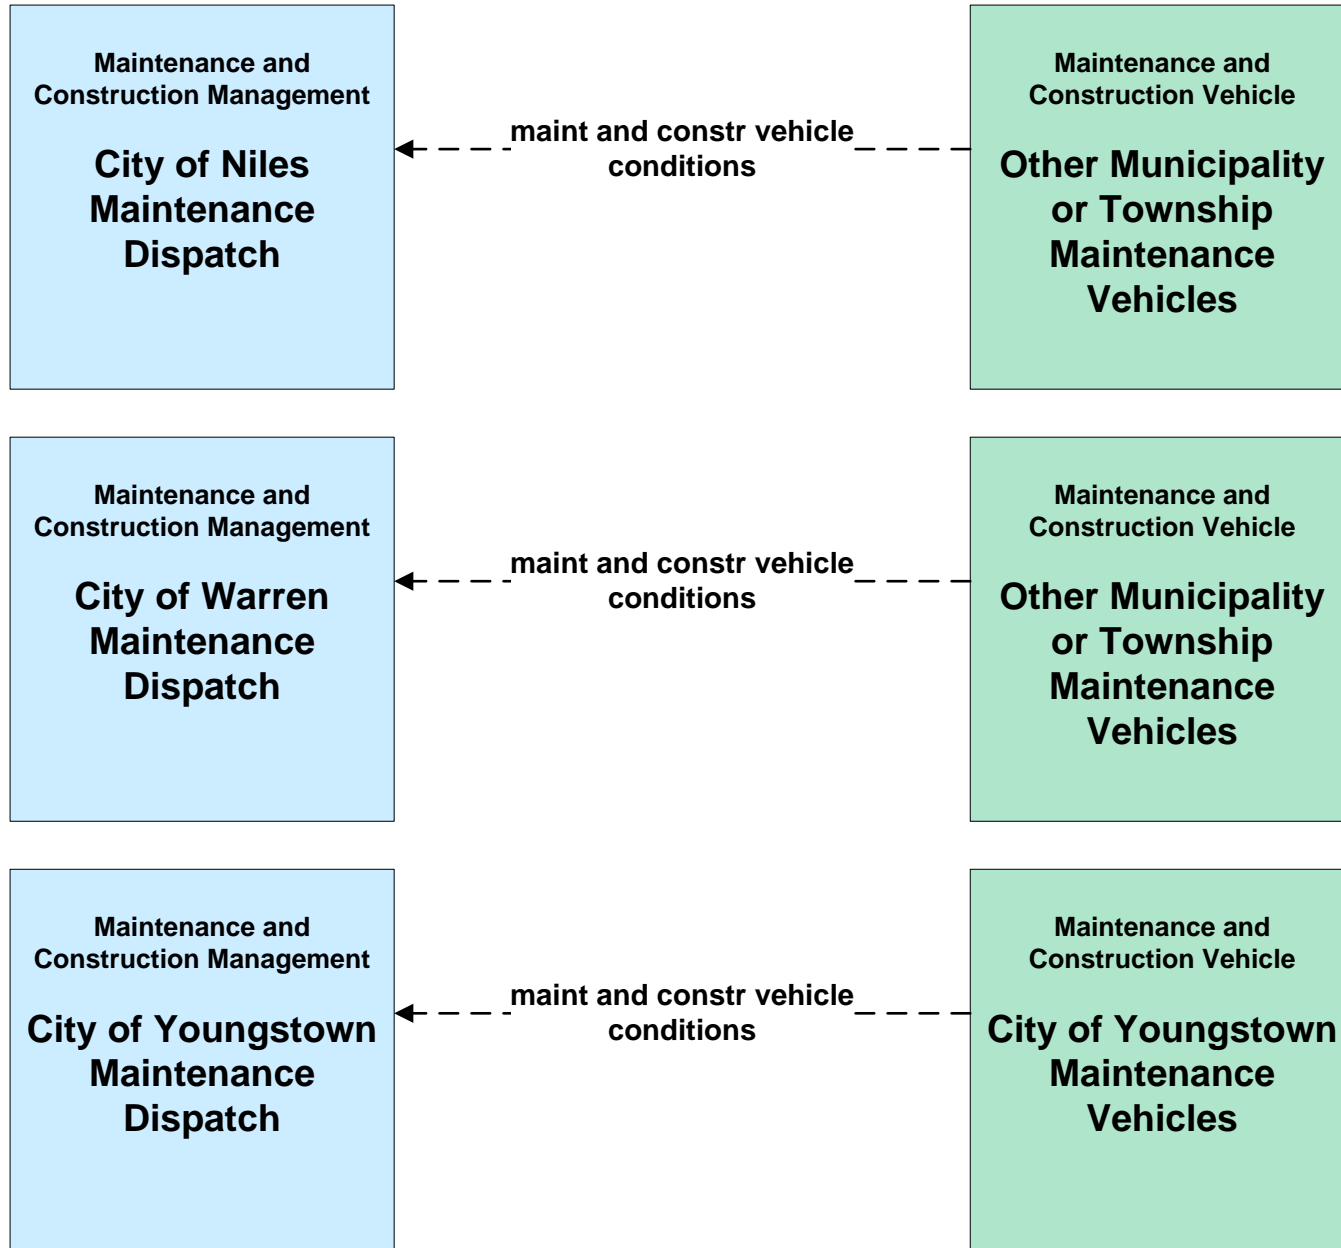 Maintenance and
Construction Management
City of Niles
Maintenance
Dispatch
maint and constr vehicle
conditions
Maintenance and
Construction Vehicle
Other Municipality
or Township
Maintenance
Vehicles
Maintenance and
Construction Management
City of Warren
Maintenance
Dispatch
maint and constr vehicle
conditions
Maintenance and
Construction Vehicle
Other Municipality
or Township
Maintenance
Vehicles
Maintenance and
Construction Management
City of Youngstown
Maintenance
Dispatch
maint and constr vehicle
conditions
Maintenance and
Construction Vehicle
City of Youngstown
Maintenance
Vehicles